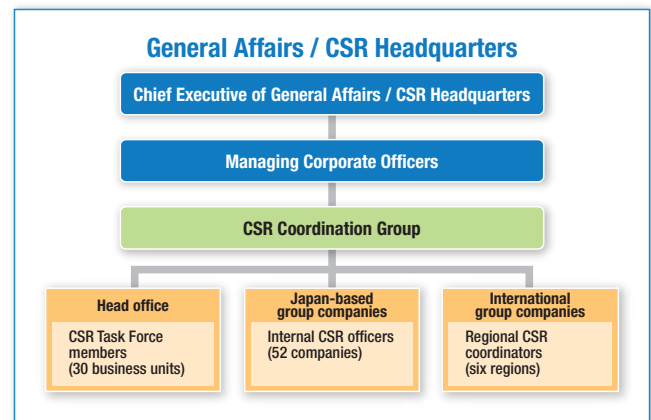 General Affairs / CSR Headquarters
Chief Executive of General Affairs / CSR Headquarters
Managing Corporate Officers
CSR Coordination Group
Head office
CSR Task Force
members
(30 business units)
Japan-based
group companies
Internal CSR officers
(52 companies)
International
group companies
Regional CSR
coordinators
(six regions)